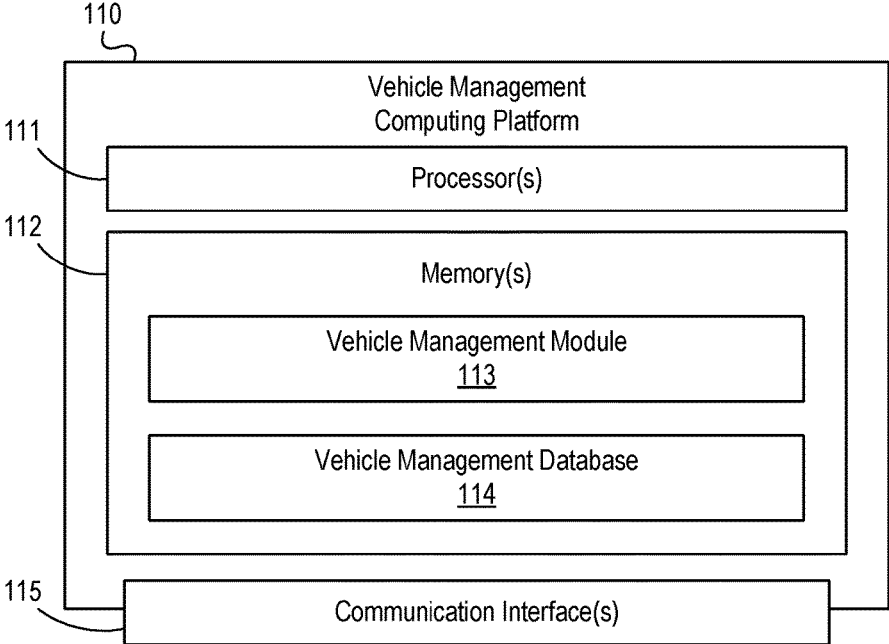 110
Vehicle Management
Computing Platform
111
Processor(s)
112
Memory(s)
Vehicle Management Module
113
Vehicle Management Database
114
115
Communication Interface(s)